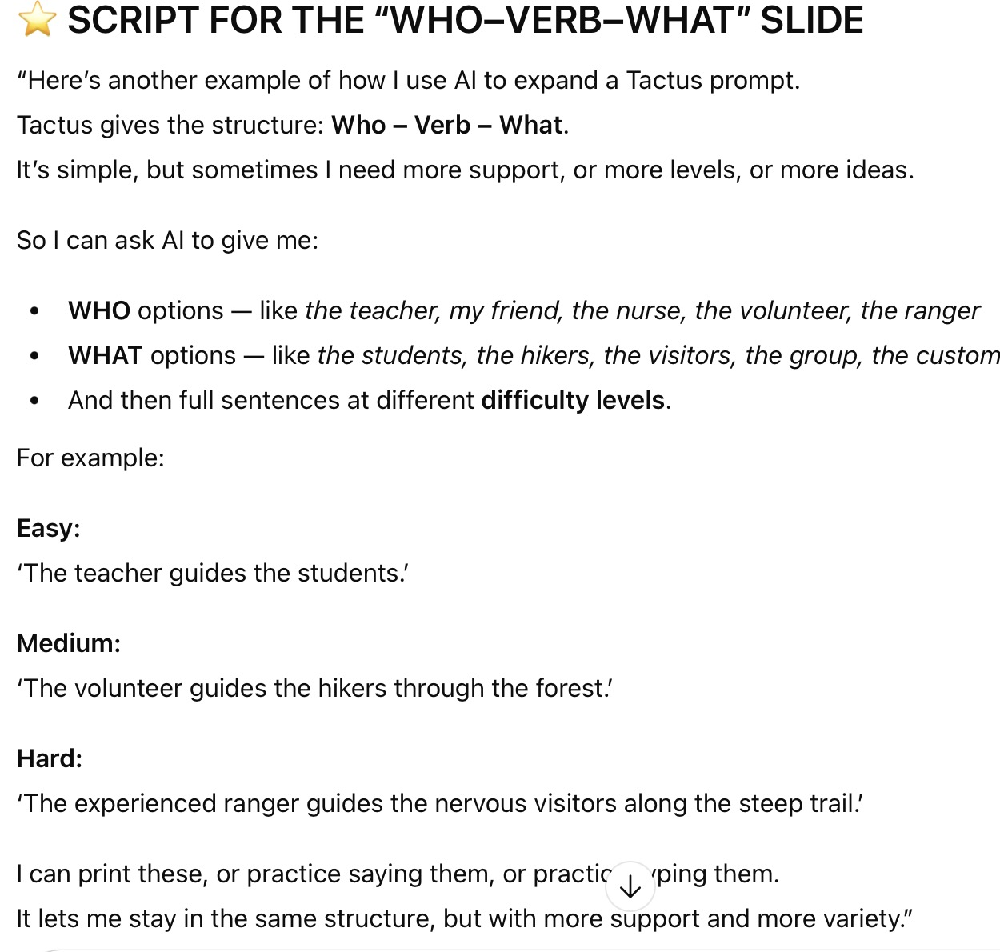 ⭐ SCRIPT FOR THE “WHO–VERB–WHAT” SLIDE
“Here’s another example of how I use AI to expand a Tactus prompt.
Tactus gives the structure: Who – Verb – What.
It’s simple, but sometimes I need more support, or more levels, or more ideas.
So I can ask AI to give me:
• WHO options — like the teacher, my friend, the nurse, the volunteer, the ranger
• WHAT options — like the students, the hikers, the visitors, the group, the custom
• And then full sentences at different difficulty levels.
For example:
Easy:
‘The teacher guides the students.’
Medium:
‘The volunteer guides the hikers through the forest.’
Hard:
‘The experienced ranger guides the nervous visitors along the steep trail.’
I can print these, or practice saying them, or them.
It lets me stay in the same structure, but with more support and more variety.”